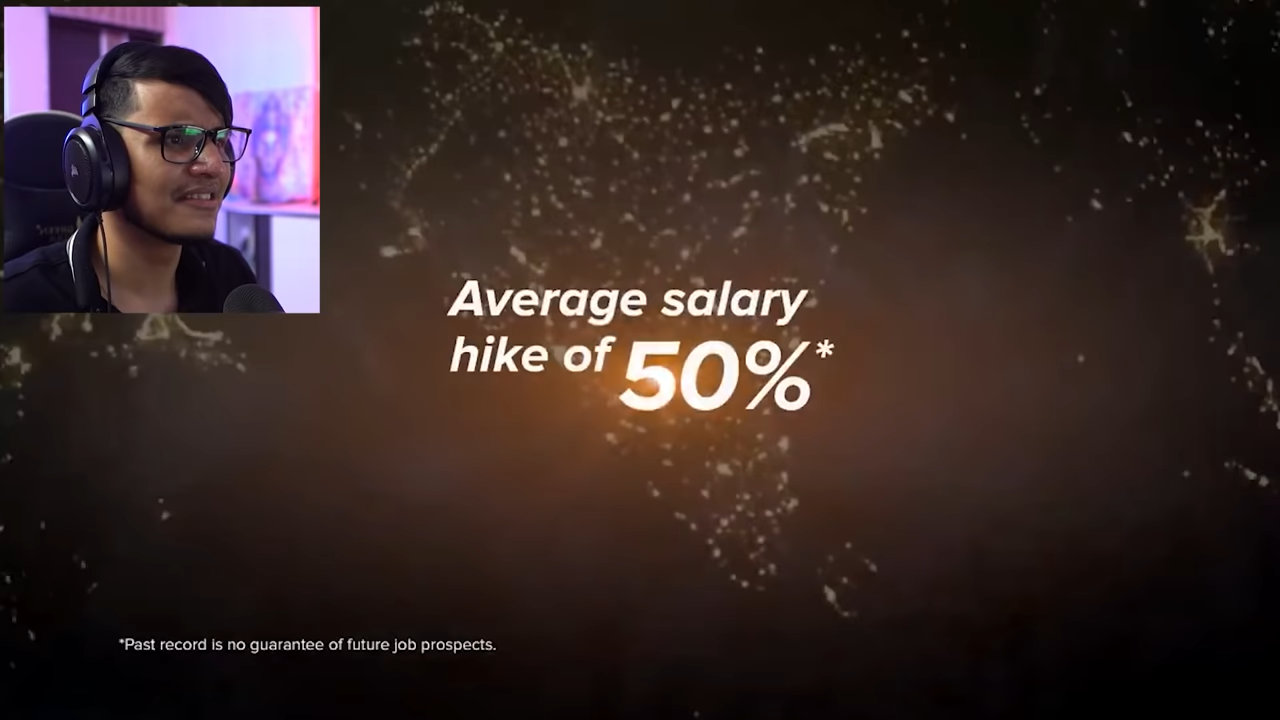 Average salary
hike of 50%*
*Past record is no guarantee of future job prospects.